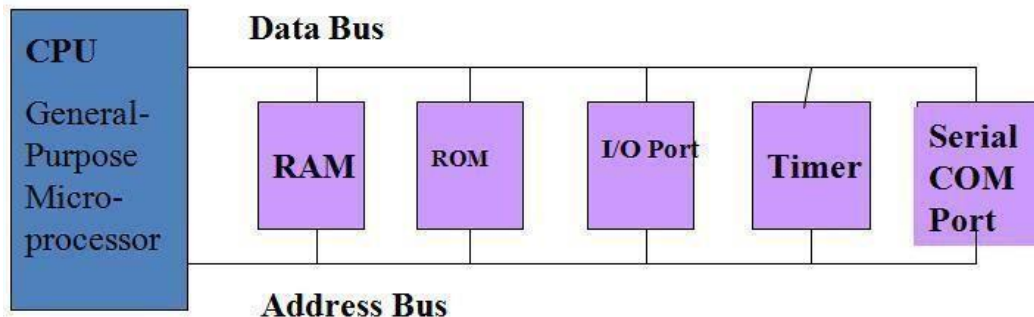 Data Bus
CPU
General-
Purpose
Micro-
processor
RAM
ROM
I/O Port
Timer
Serial
COM
Port
Address Bus